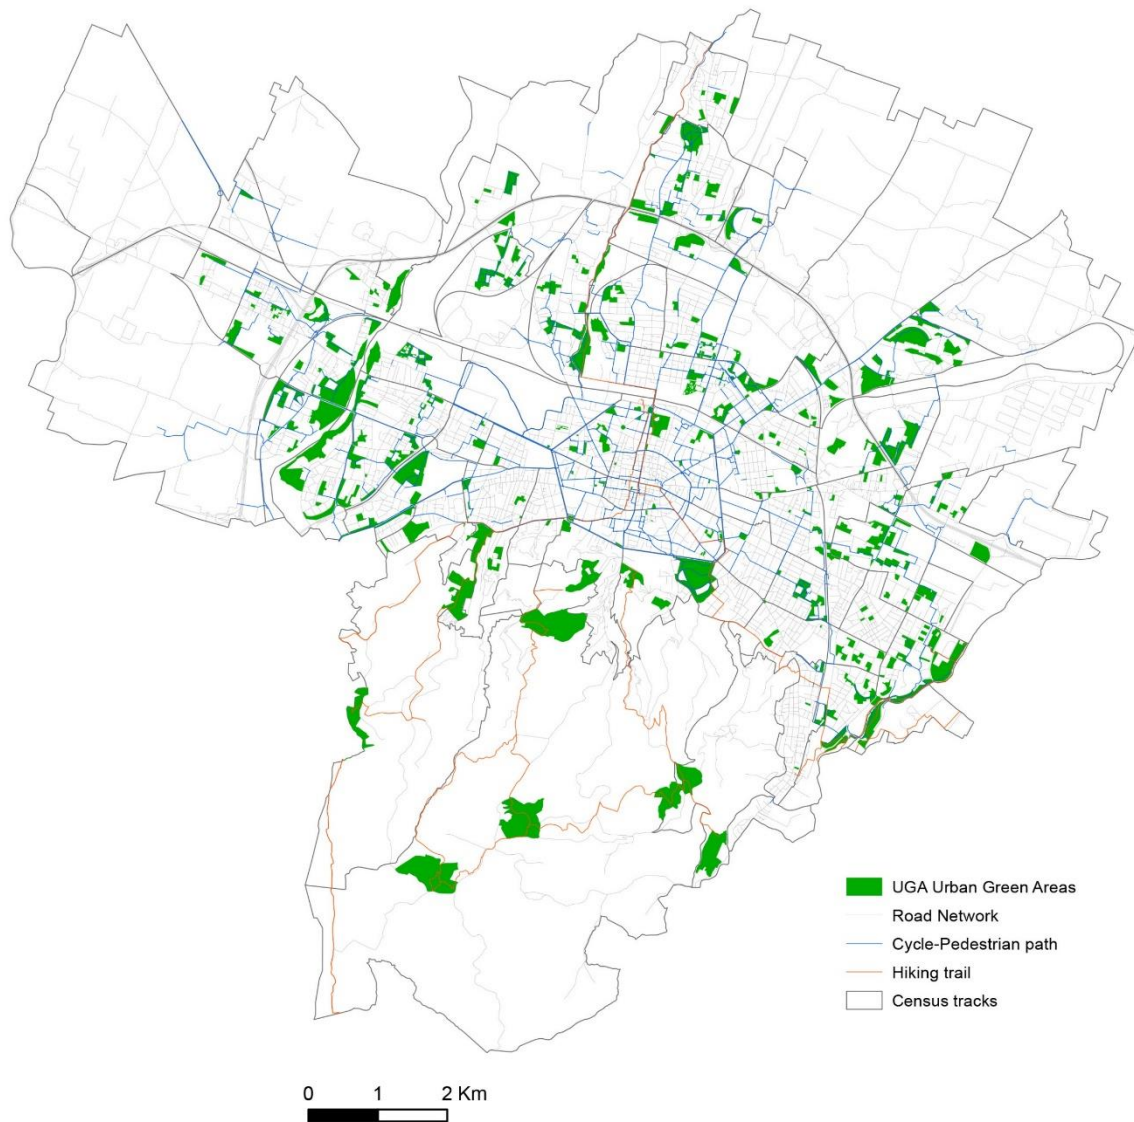 UGA Urban Green Areas
Road Network
Cycle-Pedestrian path
Hiking trail
Census tracks
0 1 2 Km